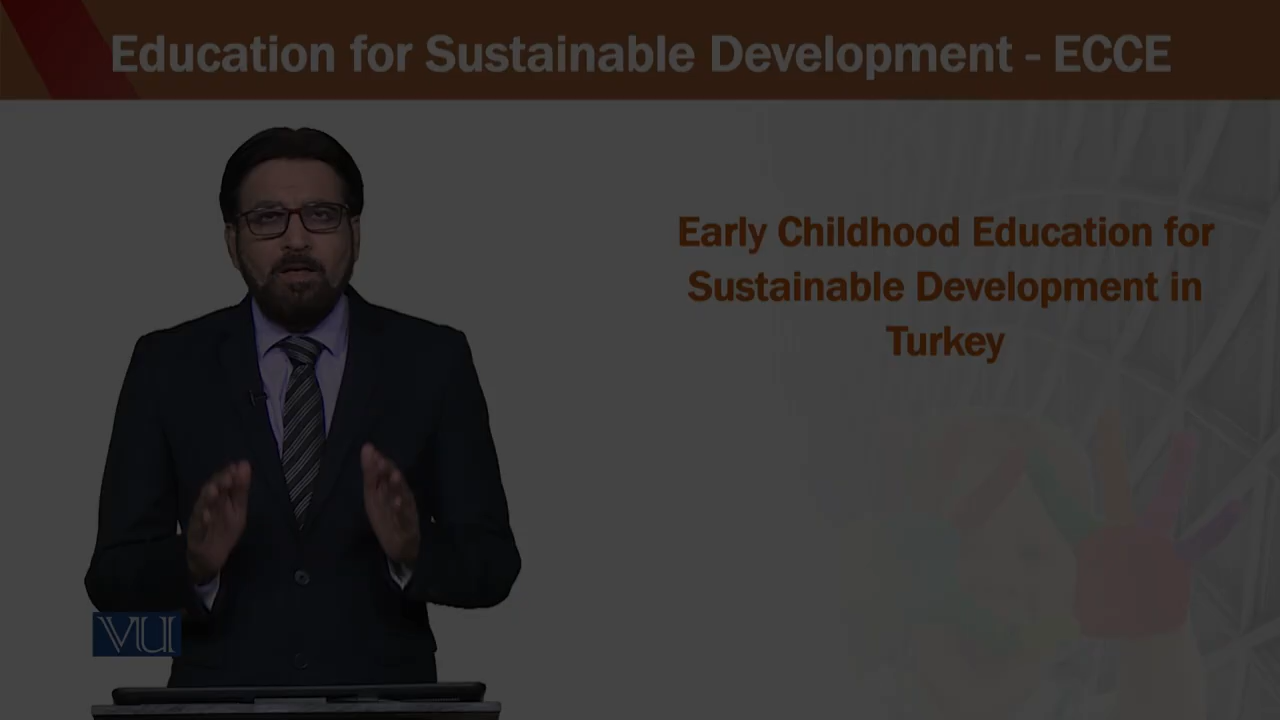 Education for Sustainable Development - ECCE
Early Childhood Education for
Sustainable Development in
Turkey
VU